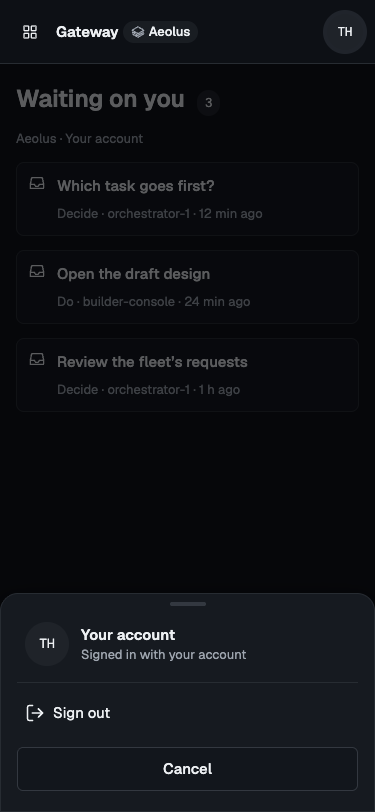 Gateway Aeolus TH
Waiting on you 3
Aeolus · Your account
Which task goes first?
Decide · orchestrator-1 · 12 min ago
Open the draft design
Do · builder-console · 24 min ago
Review the fleet's requests
Decide · orchestrator-1 · 1 h ago
TH
Your account
Signed in with your account
Sign out
Cancel